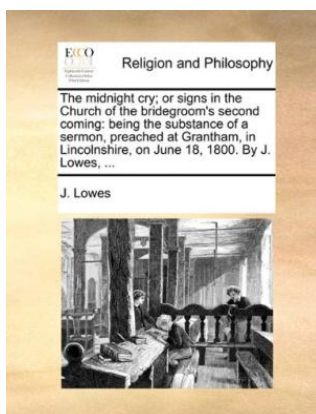 ECCO
Religion and Philosophy
The midnight cry; or signs in the
Church of the bridegroom's second
coming: being the substance of a
sermon, preached at Grantham, in
Lincolnshire, on June 18, 1800. By J.
Lowes, ...
J. Lowes